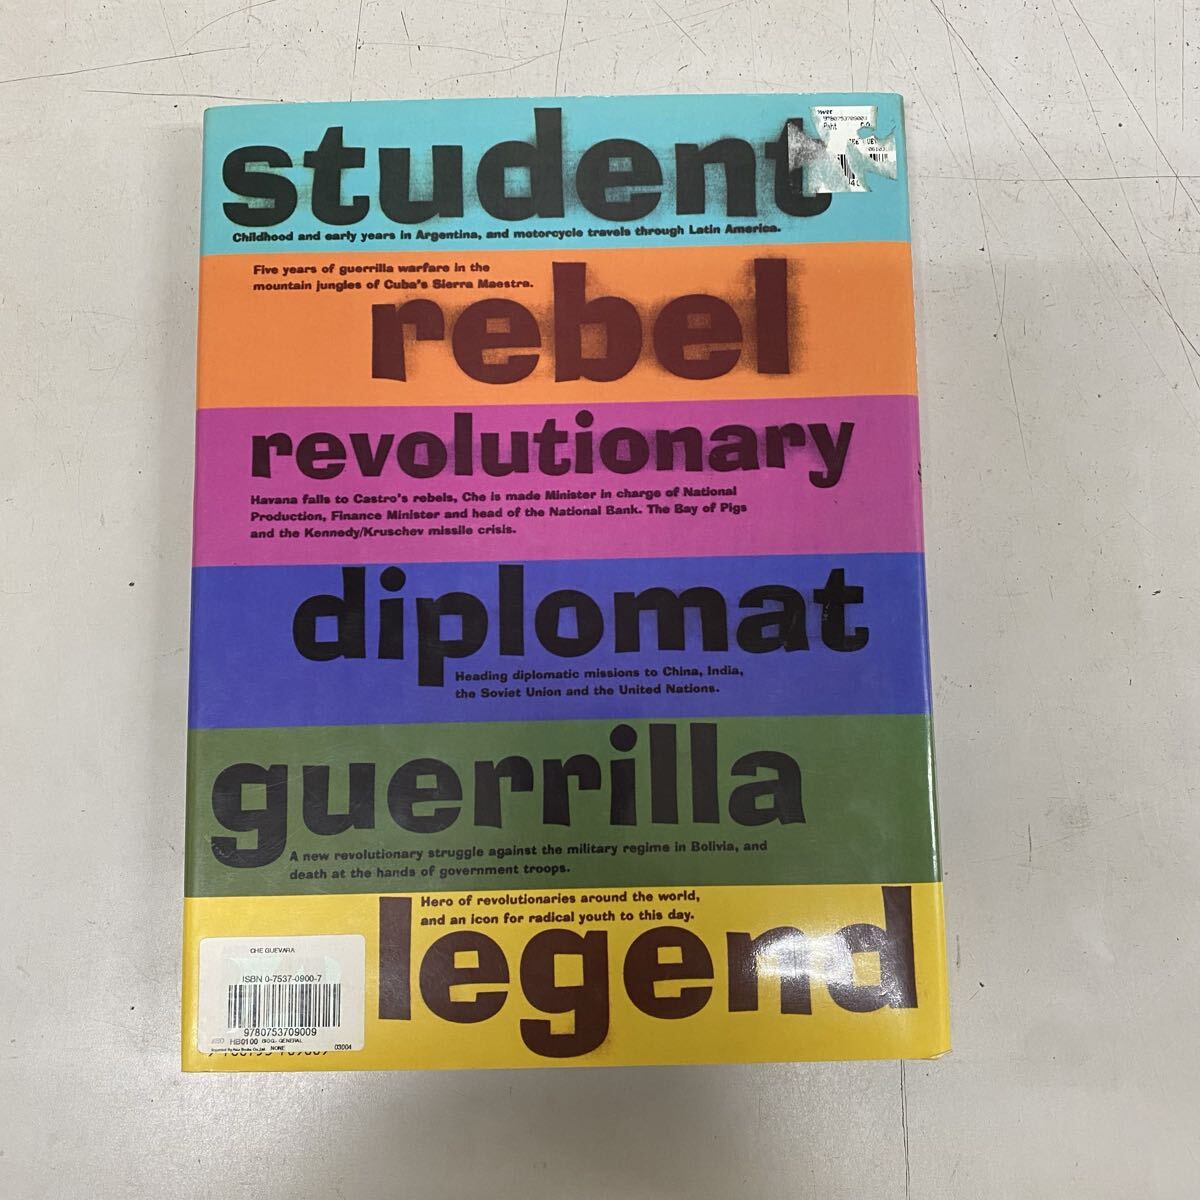 student
Childhood and early years in Argentina, and motorcycle travels through Latin America.
9780753709009
Five years of guerrilla warfare in the
mountain jungles of Cuba's Sierra Maestra.
rebel
revolutionary
Havana falls to Castro's rebels, Che is made Minister in charge of National
Production, Finance Minister and head of the National Bank. The Bay of Pigs
and the Kennedy/Kruschev missile crisis.
diplomat
Heading diplomatic missions to China, India,
the Soviet Union and the United Nations.
guerrilla
A new revolutionary struggle against the military regime in Bolivia, and
death at the hands of government troops.
Hero of revolutionaries around the world,
and an icon for radical youth to this day.
legend
CHE GUEVARA
ISBN 0-7537-0900-7
9780753709009
HB0100 BIOG- GENERAL
NONE 03004